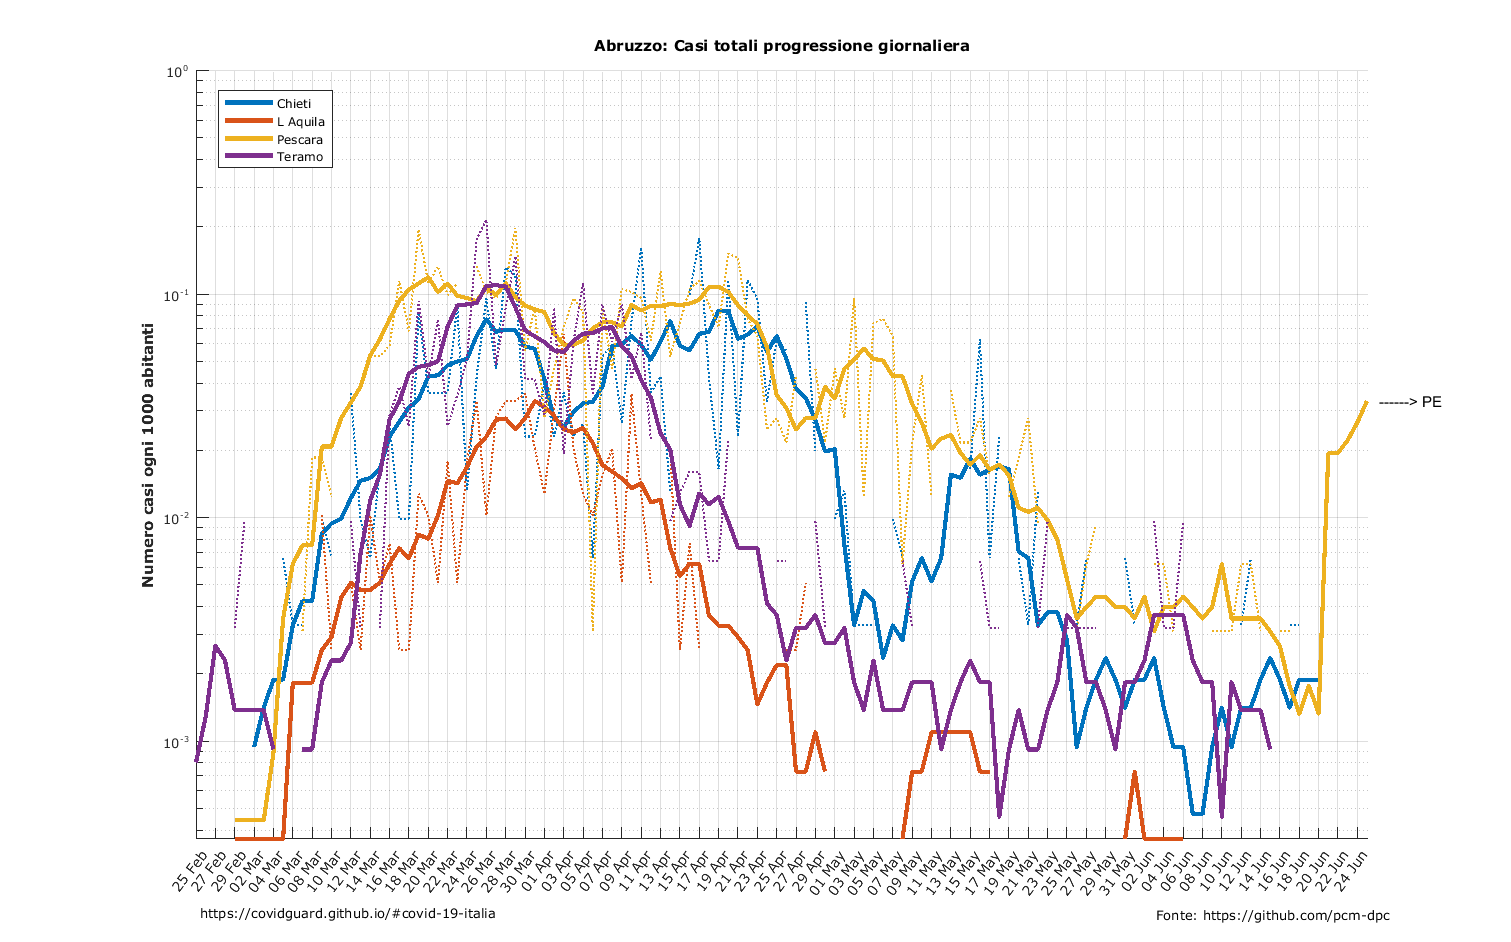 Abruzzo: Casi totali progressione giornaliera
10^0
10^-1
10^-2
10^-3
Numero casi ogni 1000 abitanti
Chieti
L Aquila
Pescara
Teramo
------> PE
25 Feb
27 Feb
29 Feb
02 Mar
04 Mar
06 Mar
08 Mar
10 Mar
12 Mar
14 Mar
16 Mar
18 Mar
20 Mar
22 Mar
24 Mar
26 Mar
28 Mar
30 Mar
01 Apr
03 Apr
05 Apr
07 Apr
09 Apr
11 Apr
13 Apr
15 Apr
17 Apr
19 Apr
21 Apr
23 Apr
25 Apr
27 Apr
29 Apr
01 May
03 May
05 May
07 May
09 May
11 May
13 May
15 May
17 May
19 May
21 May
23 May
25 May
27 May
29 May
31 May
02 Jun
04 Jun
06 Jun
08 Jun
10 Jun
12 Jun
14 Jun
16 Jun
18 Jun
20 Jun
22 Jun
24 Jun
https://covidguard.github.io/#covid-19-italia
Fonte: https://github.com/pcm-dpc